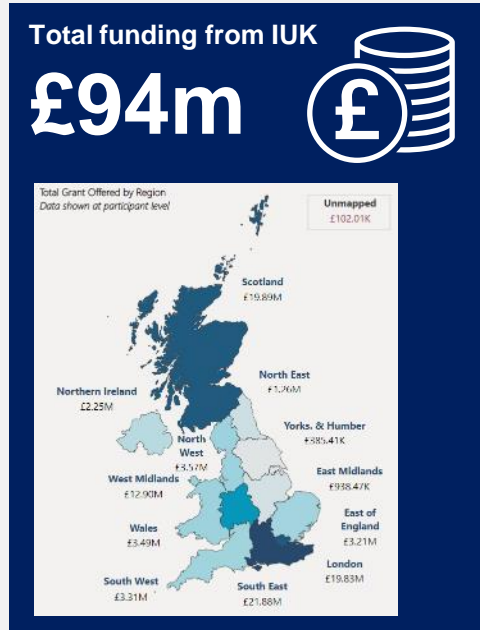 Total funding from IUK
£94m
£
Total Grant Offered by Region
Data shown at participant level
Unmapped
£102.01K
Scotland
£19.89M
North East
£1.26M
Northern Ireland
£2.25M
Yorks. & Humber
£385.41K
North
West
£3.57M
East Midlands
£938.47K
West Midlands
£12.90M
East of
England
£3.21M
Wales
£3.49M
London
£19.83M
South West
£3.31M
South East
£21.88M